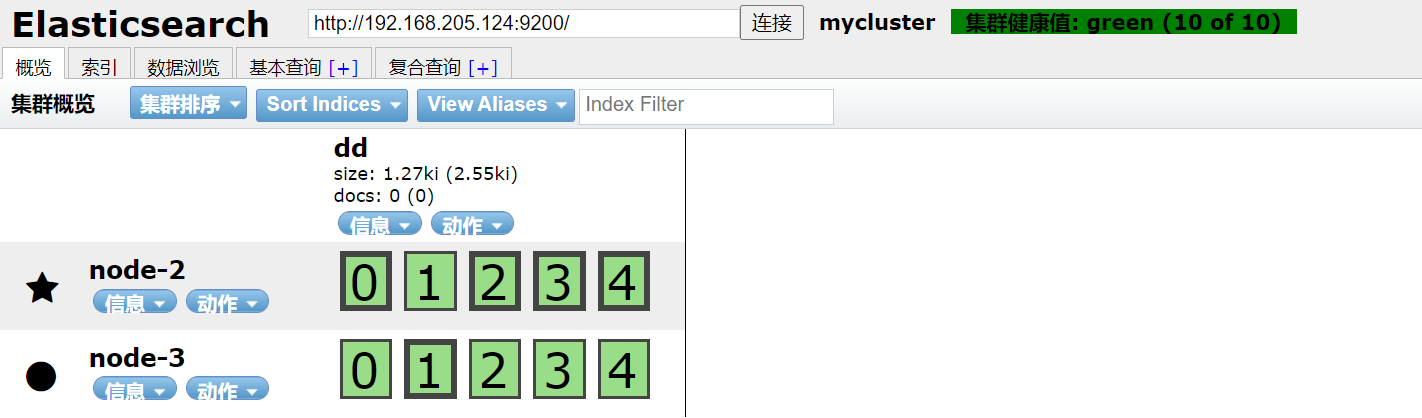 Elasticsearch http://192.168.205.124:9200/ 连接 mycluster 集群健康值: green (10 of 10)
概览 索引 数据浏览 基本查询 [+] 复合查询 [+]
集群概览 集群排序 Sort Indices View Aliases Index Filter
dd
size: 1.27ki (2.55ki)
docs: 0 (0)
信息 动作
node-2 0 1 2 3 4
信息 动作
node-3 0 1 2 3 4
信息 动作